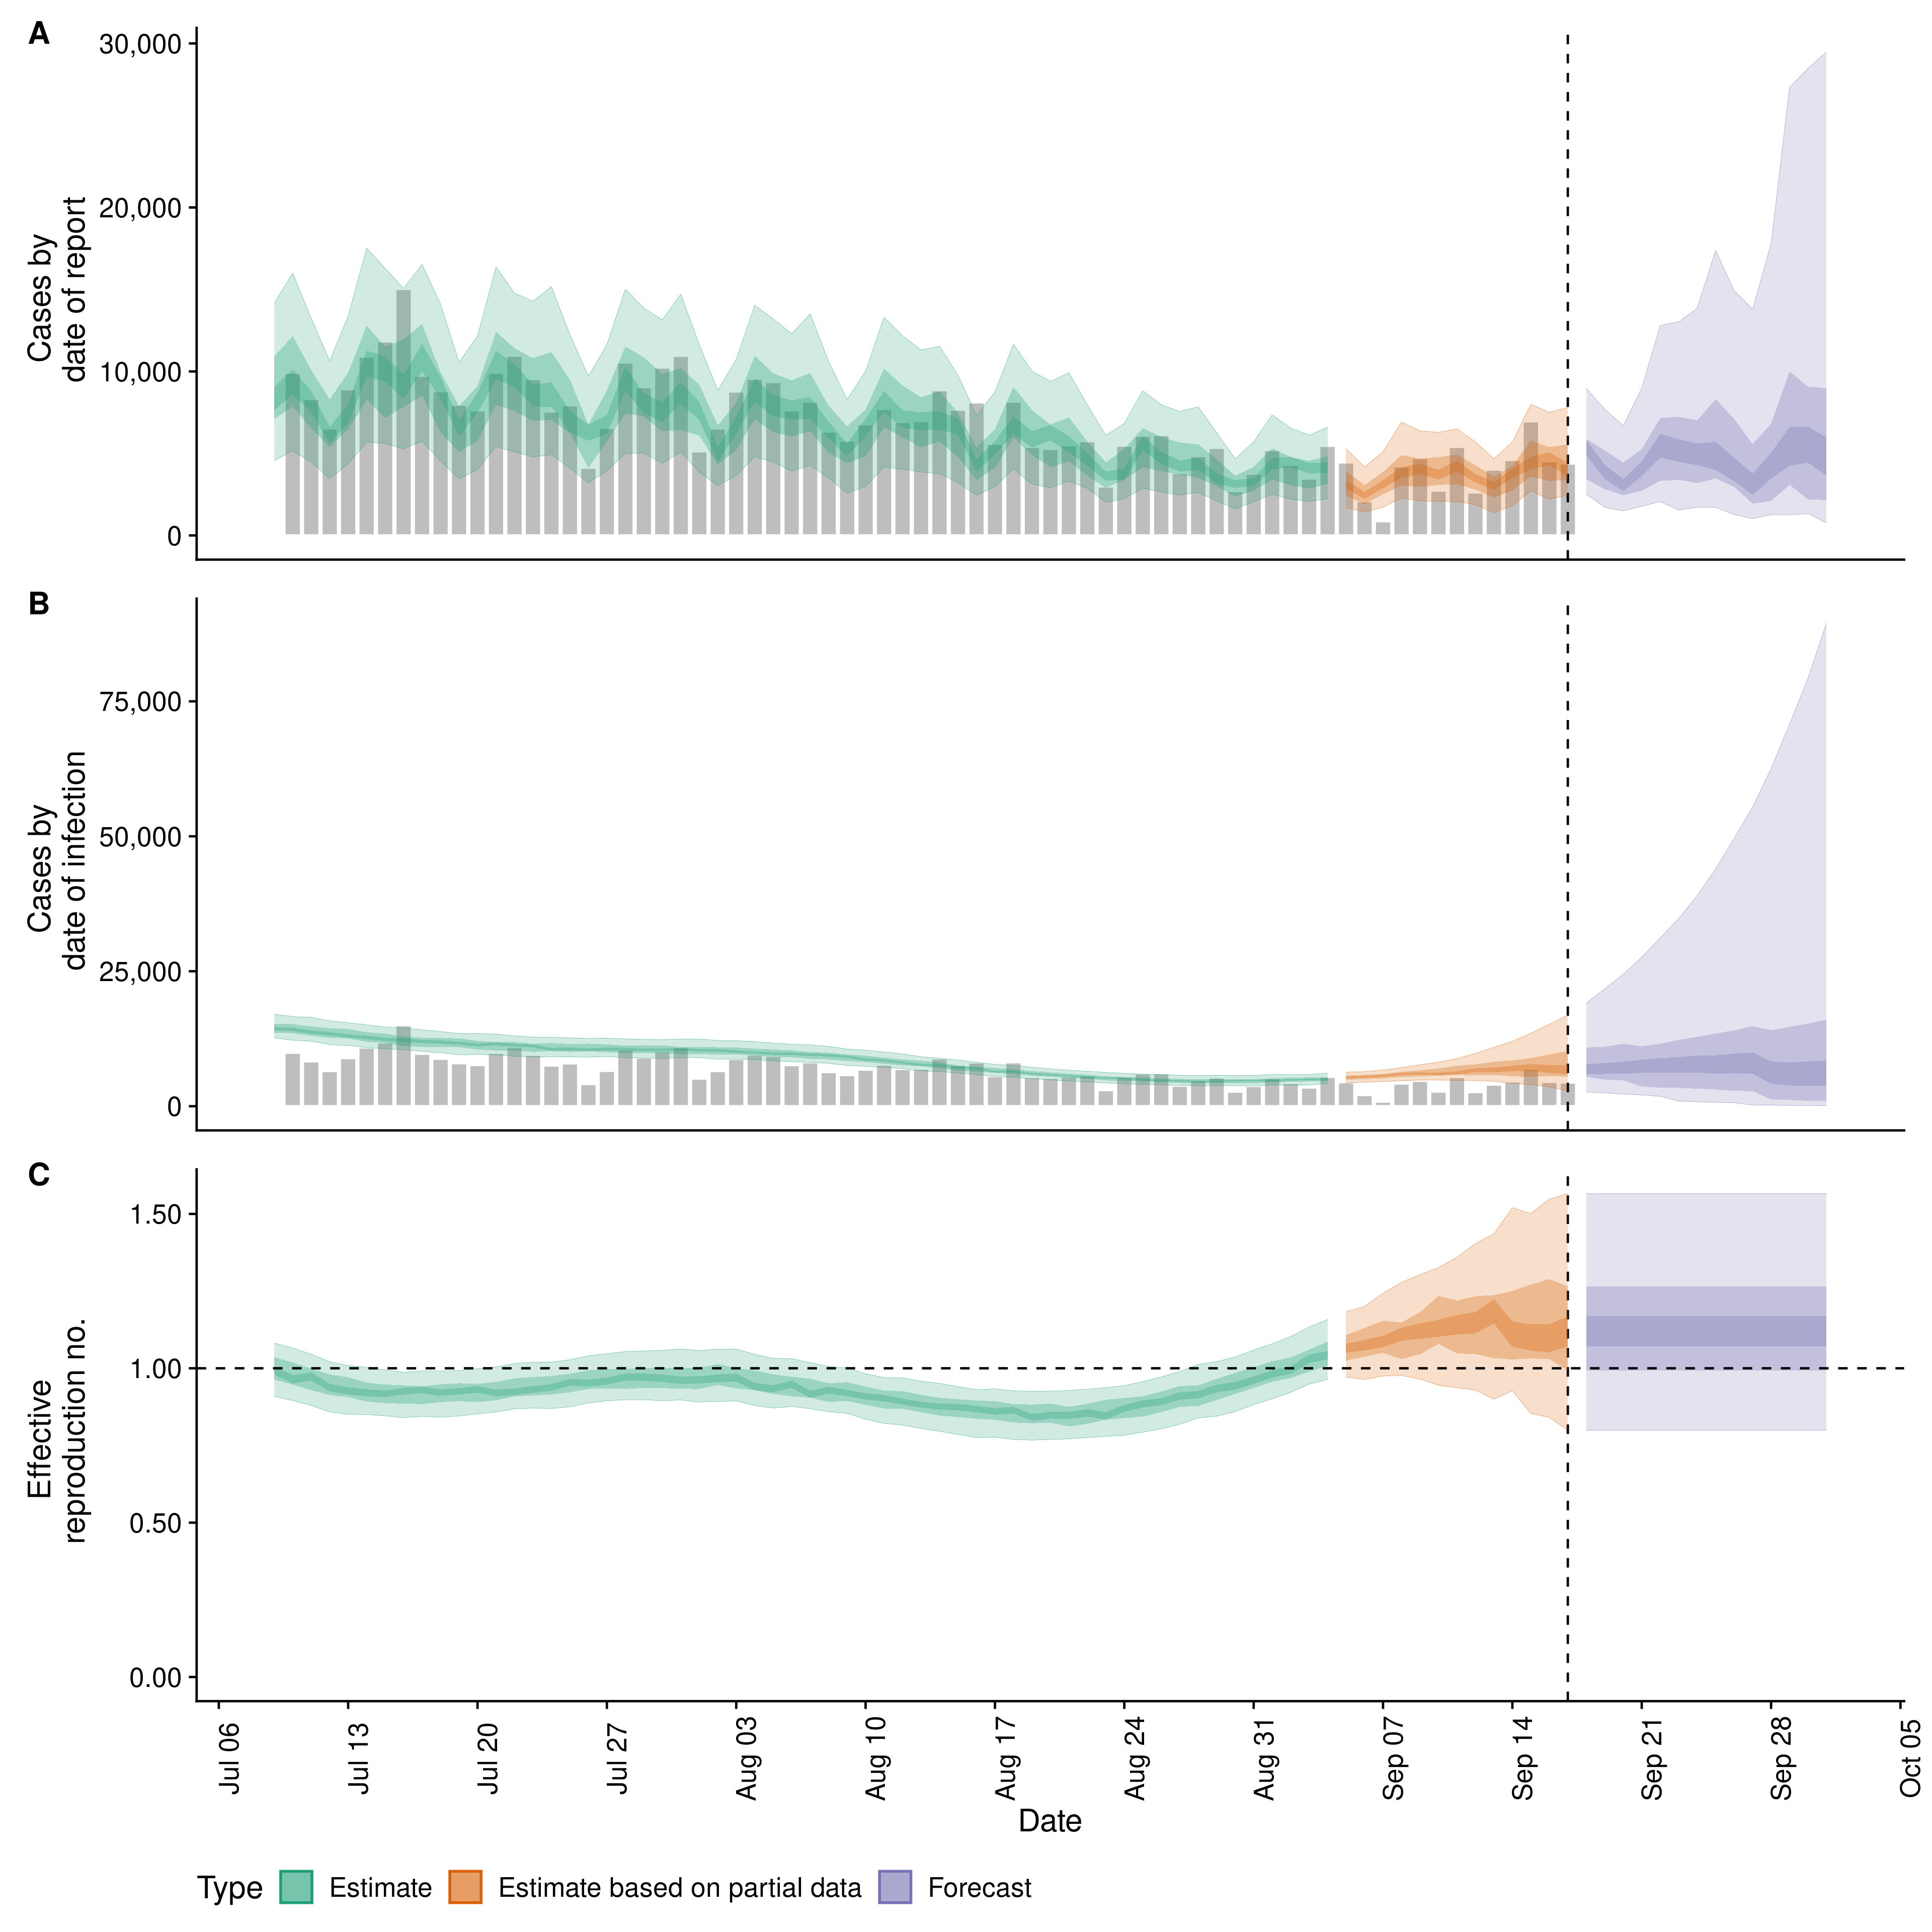 A
Cases by
date of report
30,000
20,000
10,000
0
B
Cases by
date of infection
75,000
50,000
25,000
0
C
Effective
reproduction no.
1.50
1.00
0.50
0.00
Jul 06
Jul 13
Jul 20
Jul 27
Aug 03
Aug 10
Aug 17
Aug 24
Aug 31
Sep 07
Sep 14
Sep 21
Sep 28
Oct 05
Date
Type Estimate Estimate based on partial data Forecast